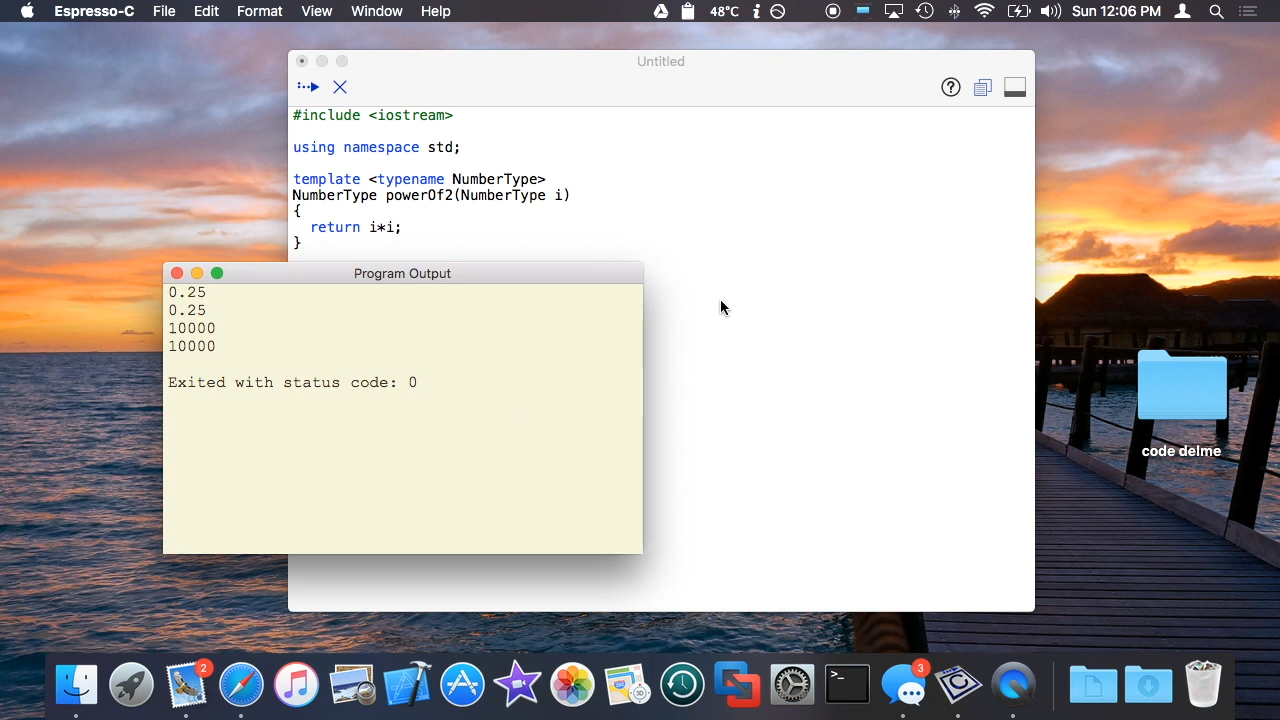 Espresso-C File Edit Format View Window Help 48°C Sun 12:06 PM
Untitled
#include <iostream>
using namespace std;
template <typename NumberType>
NumberType powerOf2(NumberType i)
{
return i*i;
}
Program Output
0.25
0.25
10000
10000
Exited with status code: 0
code delme
2
3